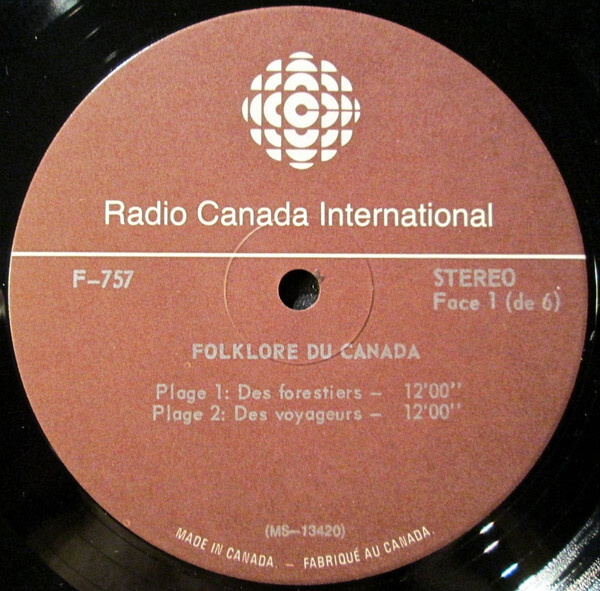 Radio Canada International
F-757
STEREO
Face 1 (de 6)
FOLKLORE DU CANADA
Plage 1: Des forestiers – 12'00''
Plage 2: Des voyageurs – 12'00''
(MS-13420)
MADE IN CANADA. – FABRIQUÉ AU CANADA.